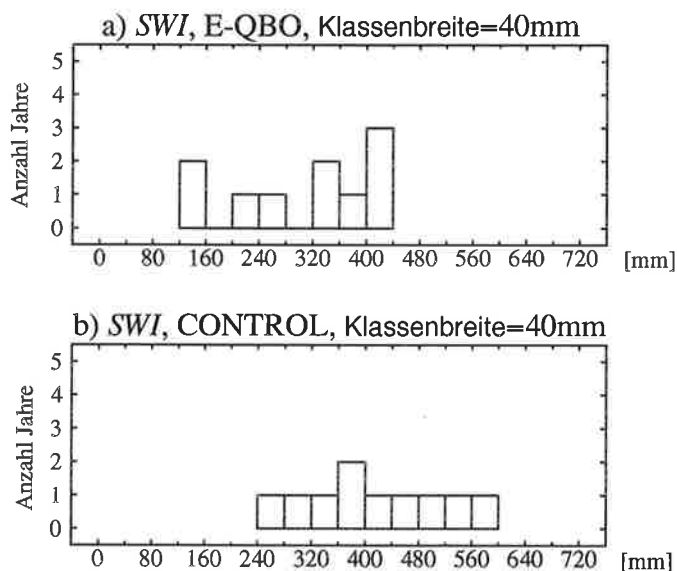 a) SWI, E-QBO, Klassenbreite=40mm
Anzahl Jahre
5
4
3
2
1
0
0 80 160 240 320 400 480 560 640 720 [mm]
b) SWI, CONTROL, Klassenbreite=40mm
Anzahl Jahre
5
4
3
2
1
0
0 80 160 240 320 400 480 560 640 720 [mm]